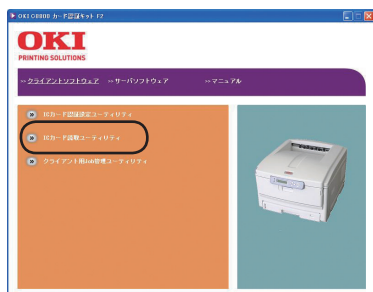 OKI C8800 カード認証キット F2
OKI
PRINTING SOLUTIONS
>> クライアントソフトウェア >> サーバソフトウェア >> マニュアル
ICカード認証設定ユーティリティ
ICカード読取ユーティリティ
クライアント用Job管理ユーティリティ